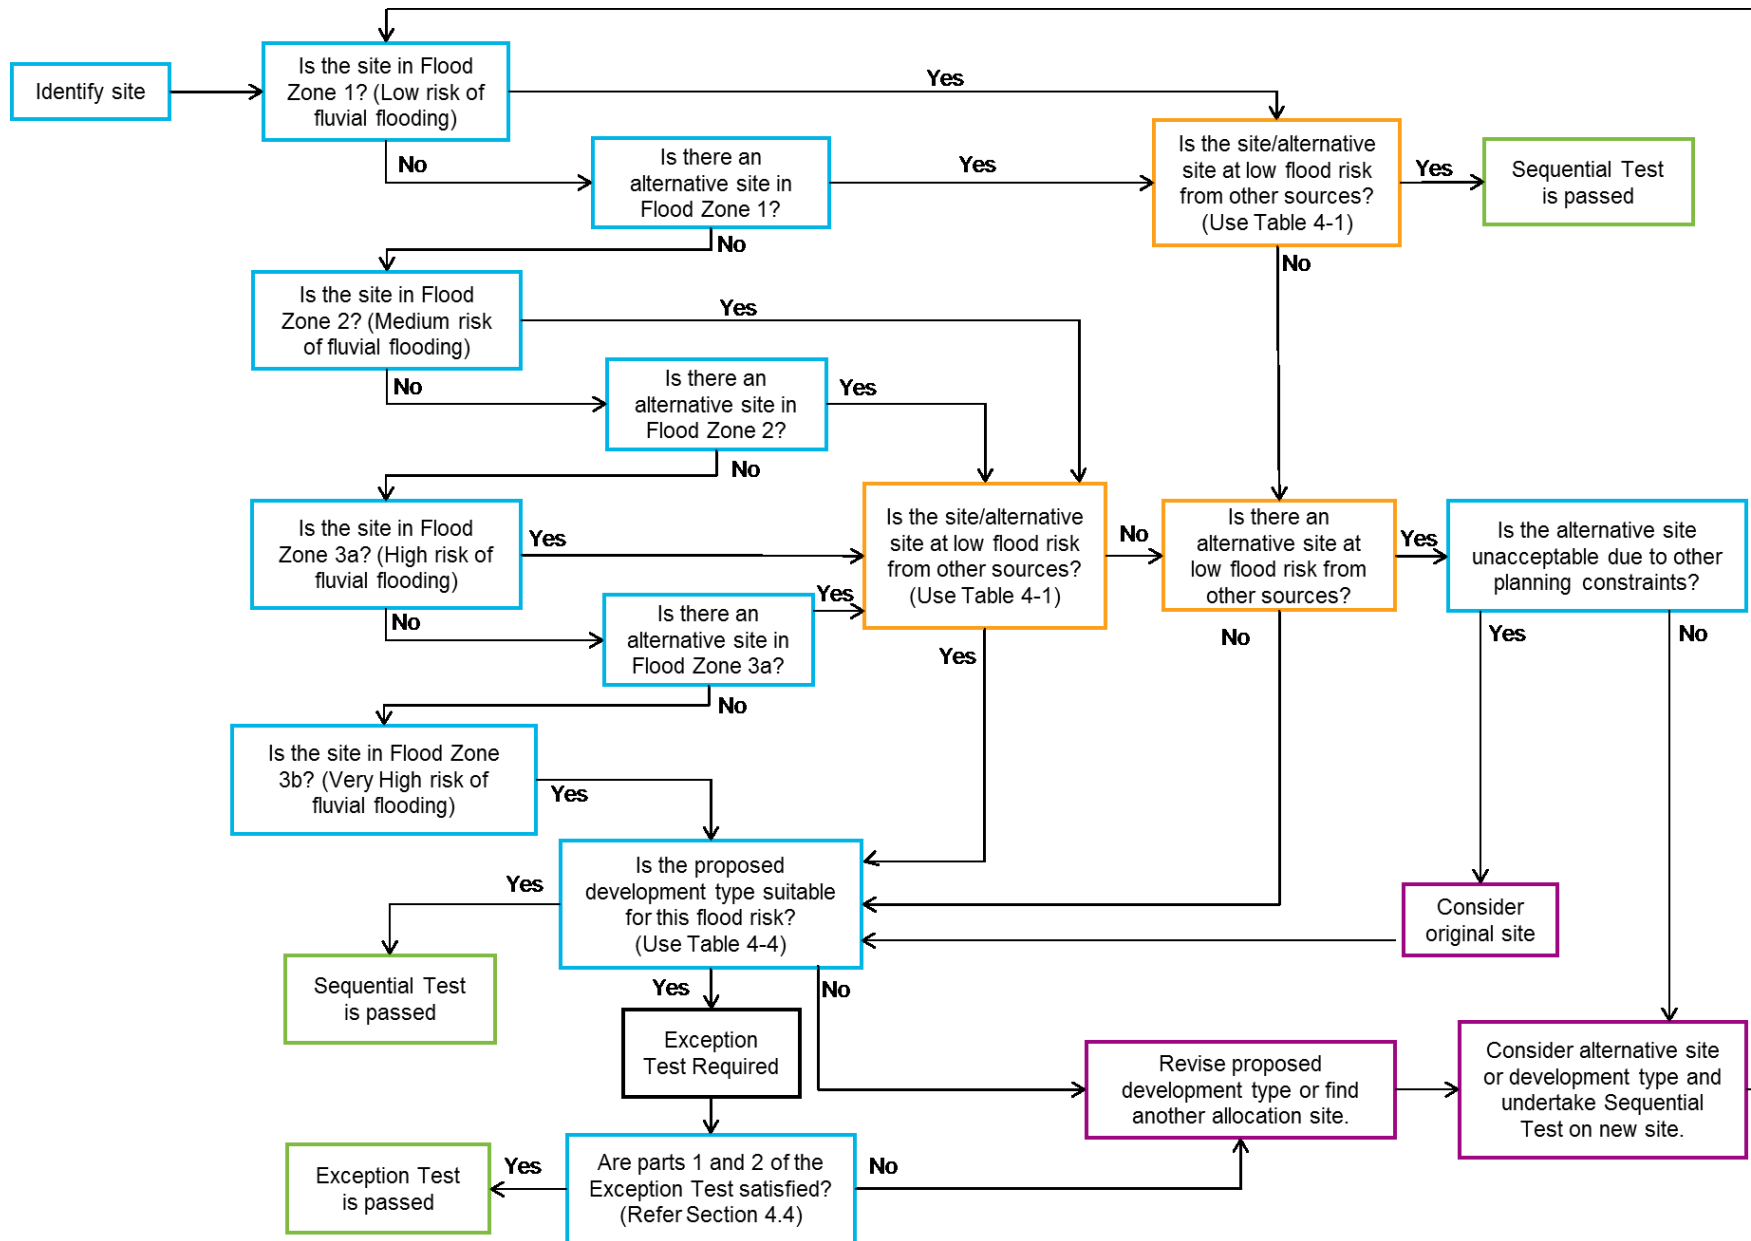 Identify site
Is the site in Flood
Zone 1? (Low risk of
fluvial flooding)
Yes
No
Is there an
alternative site in
Flood Zone 1?
Yes
No
Is the site/alternative
site at low flood risk
from other sources?
(Use Table 4-1)
Yes
No
Sequential Test
is passed
Is the site in Flood
Zone 2? (Medium risk
of fluvial flooding)
Yes
No
Is there an
alternative site in
Flood Zone 2?
Yes
No
Is the site in Flood
Zone 3a? (High risk of
fluvial flooding)
Yes
No
Is there an
alternative site in
Flood Zone 3a?
Yes
No
Is the site/alternative
site at low flood risk
from other sources?
(Use Table 4-1)
No
Yes
Is there an
alternative site at
low flood risk from
other sources?
Yes
No
Is the alternative site
unacceptable due to other
planning constraints?
Yes
No
Is the site in Flood Zone
3b? (Very High risk of
fluvial flooding)
Yes
Is the proposed
development type suitable
for this flood risk?
(Use Table 4-4)
Yes
Yes
No
Consider
original site
Sequential Test
is passed
Exception
Test Required
Revise proposed
development type or find
another allocation site.
Consider alternative site
or development type and
undertake Sequential
Test on new site.
Are parts 1 and 2 of the
Exception Test satisfied?
(Refer Section 4.4)
Yes
No
Exception Test
is passed